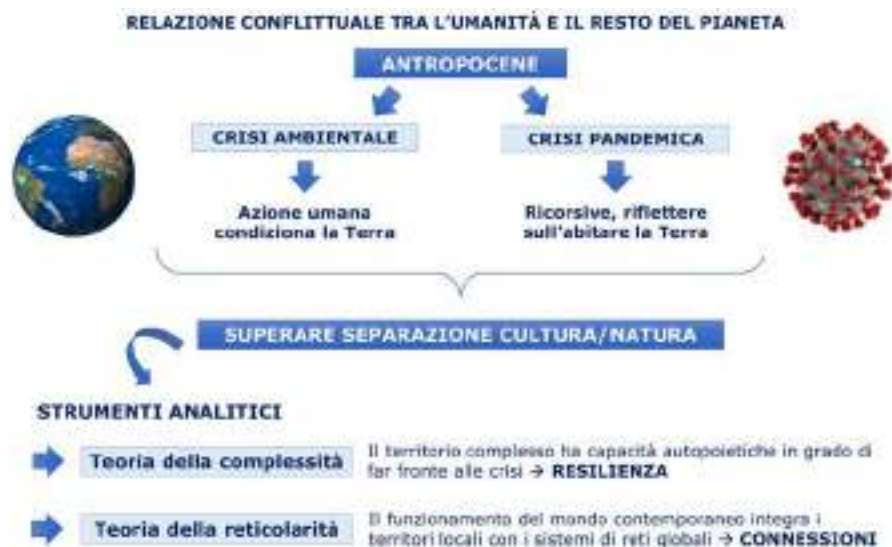 RELAZIONE CONFLITTUALE TRA L'UMANITÀ E IL RESTO DEL PIANETA
ANTROPOCENE
CRISI AMBIENTALE
CRISI PANDEMICA
Azione umana
condiziona la Terra
Ricorsive, riflettere
sull'abitare la Terra
SUPERARE SEPARAZIONE CULTURA/NATURA
STRUMENTI ANALITICI
Teoria della complessità
Il territorio complesso ha capacità autopoietiche in grado di
far fronte alle crisi → RESILIENZA
Teoria della reticolarità
Il funzionamento del mondo contemporaneo integra i
territori locali con i sistemi di reti globali → CONNESSIONI